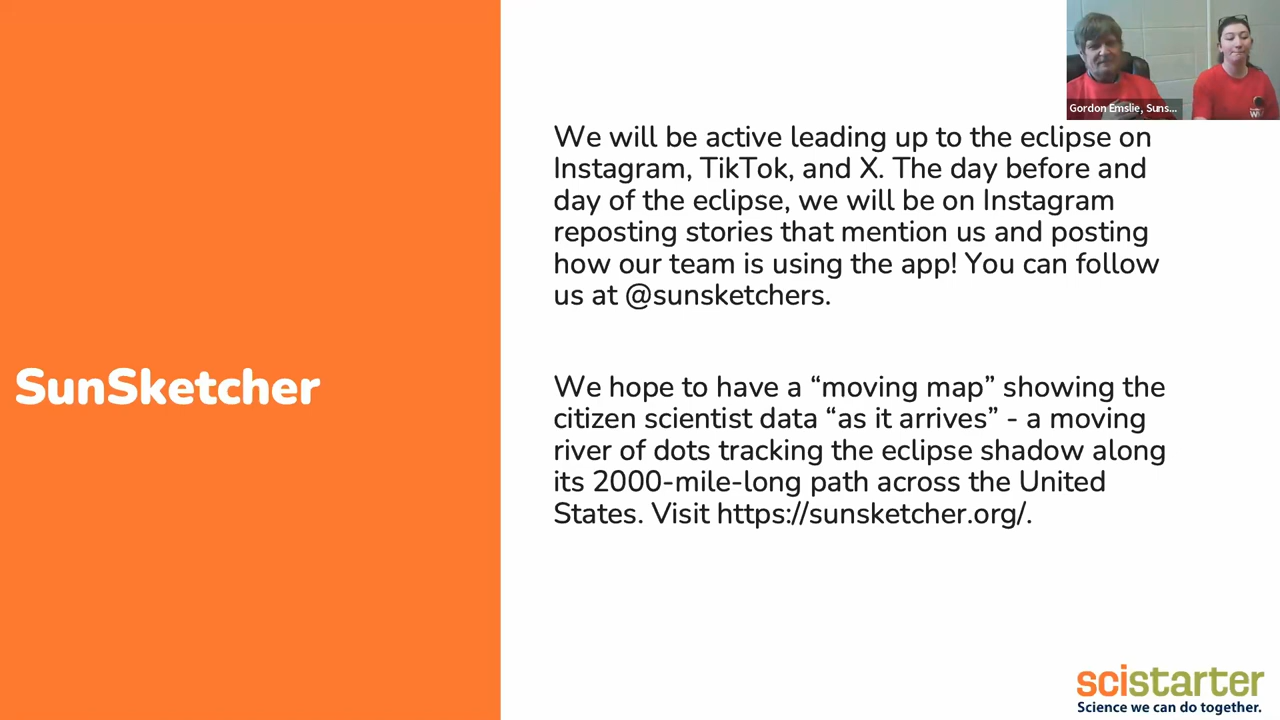 Gordon Emslie, Suns...
We will be active leading up to the eclipse on
Instagram, TikTok, and X. The day before and
day of the eclipse, we will be on Instagram
reposting stories that mention us and posting
how our team is using the app! You can follow
us at @sunsketchers.
SunSketcher
We hope to have a “moving map” showing the
citizen scientist data “as it arrives” - a moving
river of dots tracking the eclipse shadow along
its 2000-mile-long path across the United
States. Visit https://sunsketcher.org/.
scistarter
Science we can do together.